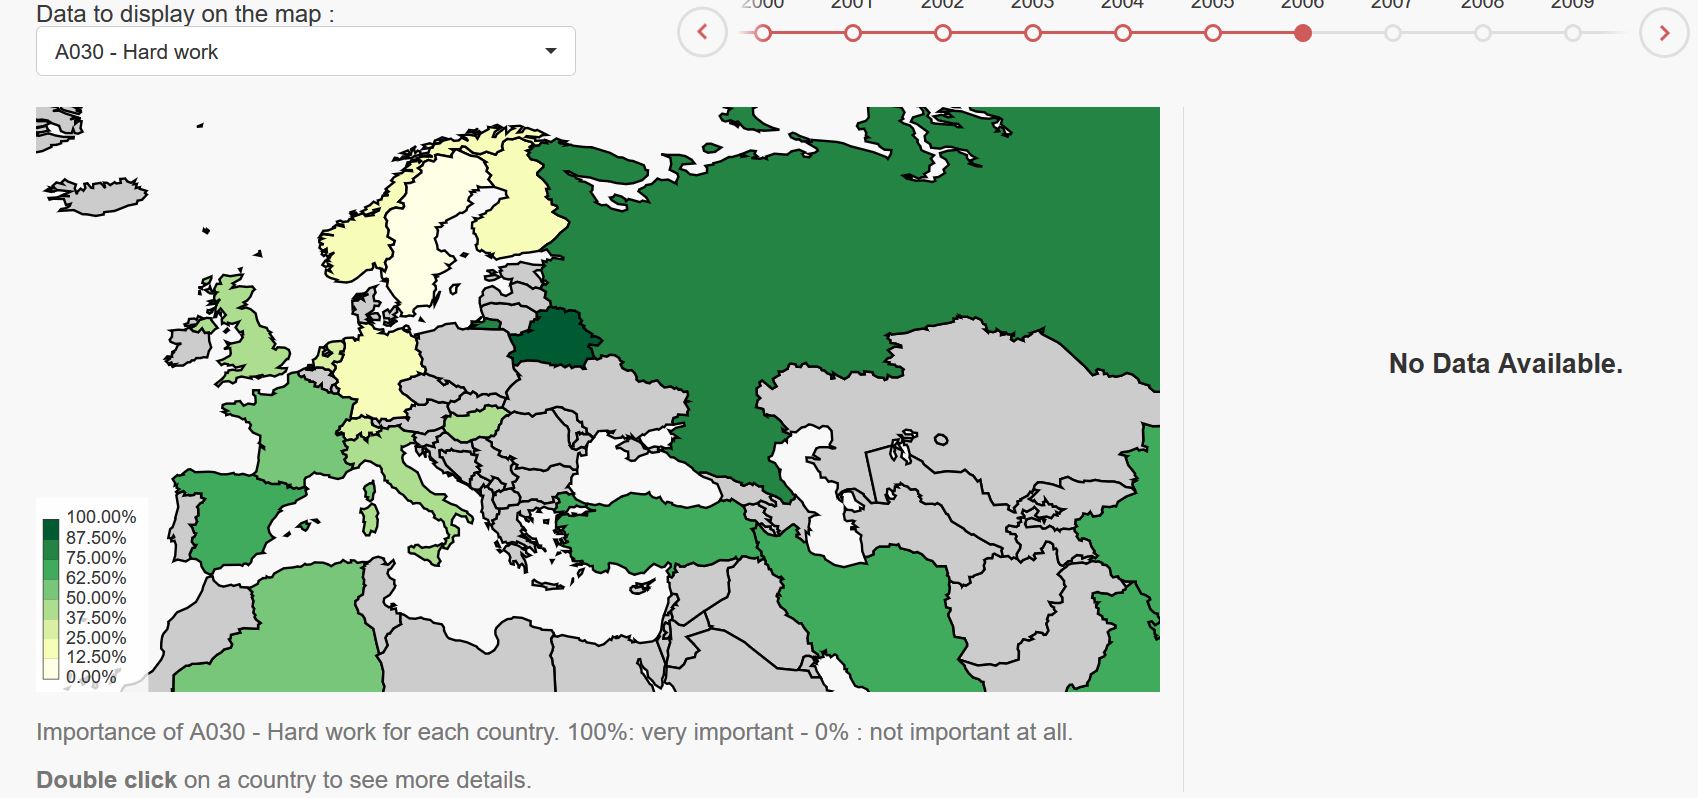 Data to display on the map :
2000 2001 2002 2003 2004 2005 2006 2007 2008 2009
A030 - Hard work
No Data Available.
100.00%
87.50%
75.00%
62.50%
50.00%
37.50%
25.00%
12.50%
0.00%
Importance of A030 - Hard work for each country. 100%: very important - 0% : not important at all.
Double click on a country to see more details.